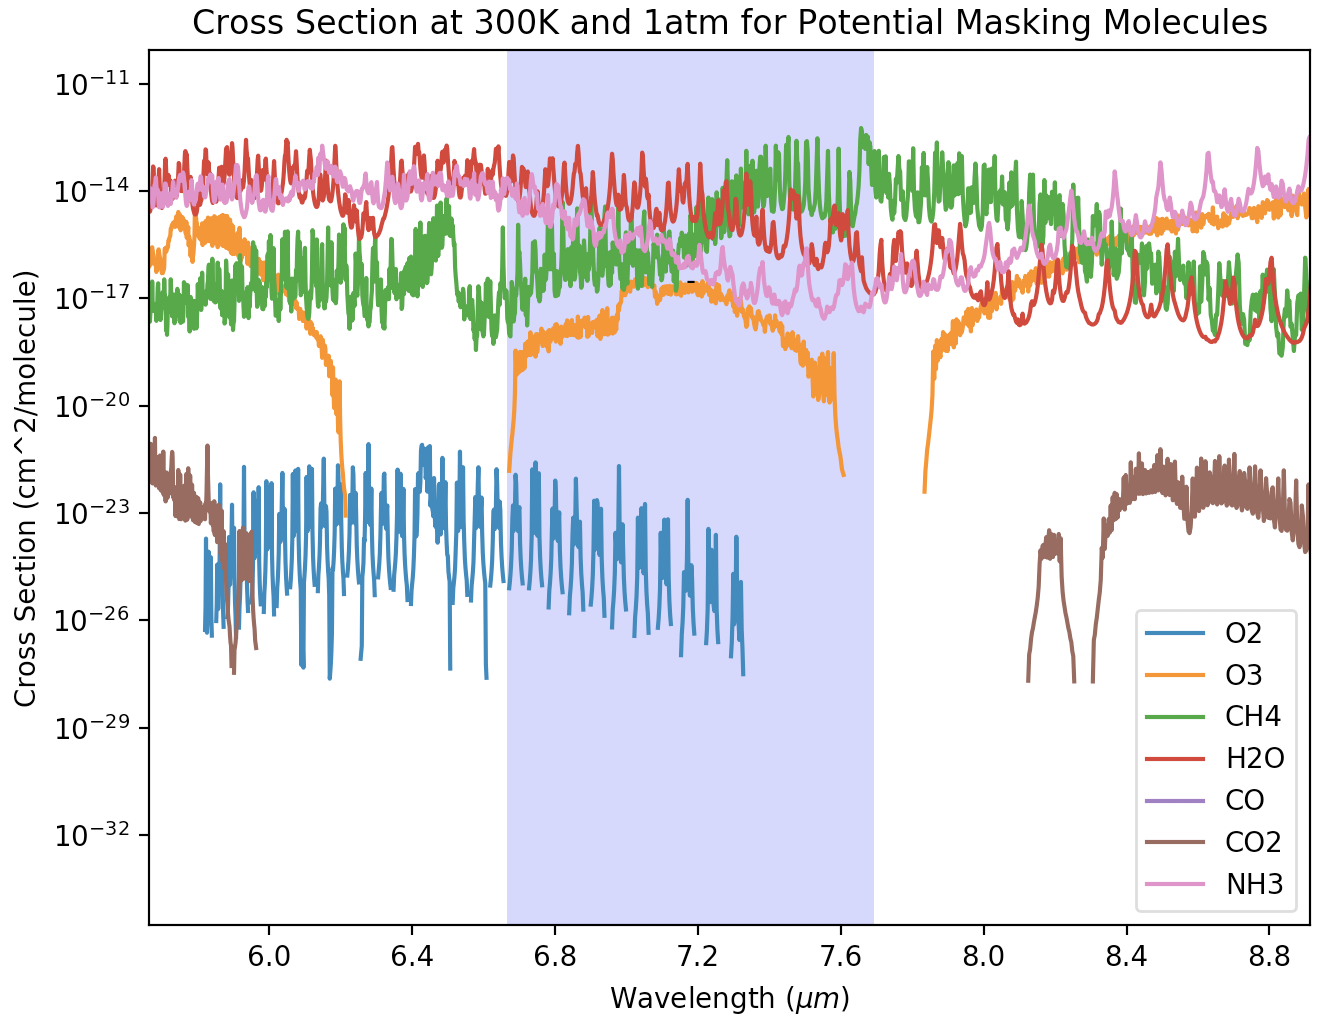 Cross Section at 300K and 1atm for Potential Masking Molecules
Cross Section (cm^2/molecule)
10⁻¹¹
10⁻¹⁴
10⁻¹⁷
10⁻²⁰
10⁻²³
10⁻²⁶
10⁻²⁹
10⁻³²
O2
O3
CH4
H2O
CO
CO2
NH3
6.0 6.4 6.8 7.2 7.6 8.0 8.4 8.8
Wavelength (μm)